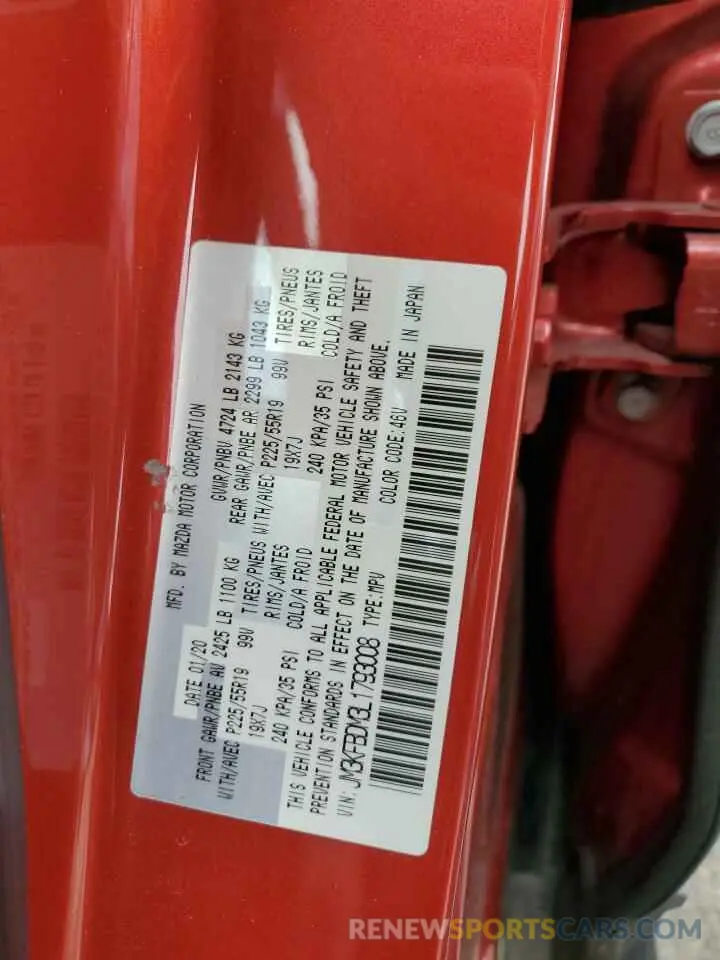 MFD. BY MAZDA MOTOR CORPORATION
DATE 01/20 GVWR/PNBV 4724 LB 2143 KG
FRONT GAWR/PNBE AV 2425 LB 1100 KG REAR GAWR/PNBE AR 2299 LB 1043 KG
WITH/AVEC P225/55R19 99V TIRES/PNEUS WITH/AVEC P225/55R19 99V TIRES/PNEUS
19X7J RIMS/JANTES 19X7J RIMS/JANTES
240 KPA/35 PSI COLD/A FROID 240 KPA/35 PSI COLD/A FROID
THIS VEHICLE CONFORMS TO ALL APPLICABLE FEDERAL MOTOR VEHICLE SAFETY AND THEFT
PREVENTION STANDARDS IN EFFECT ON THE DATE OF MANUFACTURE SHOWN ABOVE.
VIN: JM3KFBDM3L1793008 TYPE:MPV COLOR CODE:46V MADE IN JAPAN
RENEWSPORTSCARS.COM